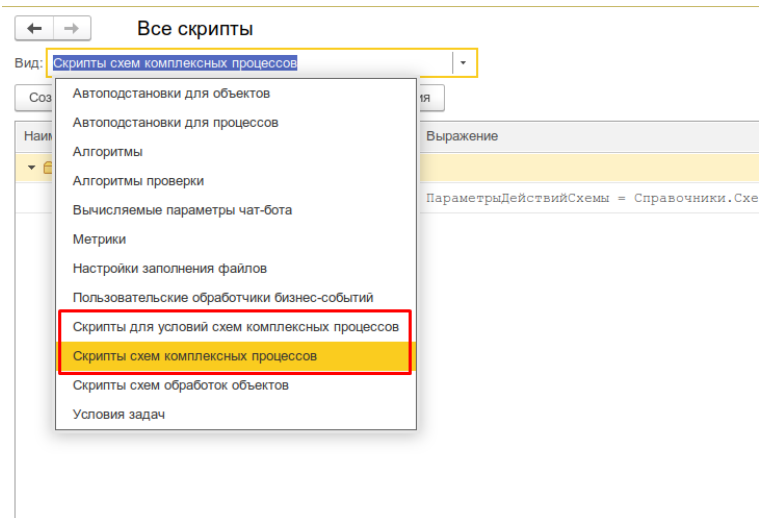 Все скрипты
Вид: Скрипты схем комплексных процессов
Автоподстановки для объектов
Автоподстановки для процессов
Алгоритмы
Выражение
Алгоритмы проверки
ПараметрыДействийСхемы = Справочники.Схе
Вычисляемые параметры чат-бота
Метрики
Настройки заполнения файлов
Пользовательские обработчики бизнес-событий
Скрипты для условий схем комплексных процессов
Скрипты схем комплексных процессов
Скрипты схем обработок объектов
Условия задач